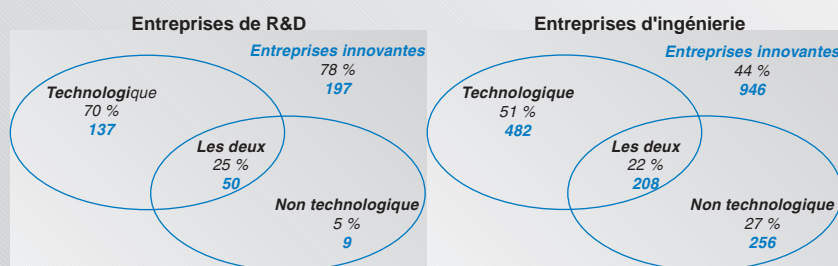 Entreprises de R&D
Entreprises innovantes
78 %
197
Technologique
70 %
137
Les deux
25 %
50
Non technologique
5 %
9
Entreprises d'ingénierie
Entreprises innovantes
44 %
946
Technologique
51 %
482
Les deux
22 %
208
Non technologique
27 %
256